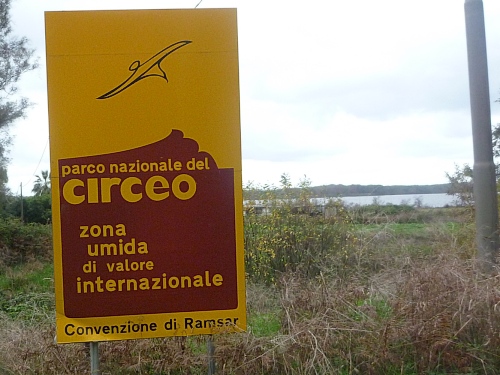 parco nazionale del
circeo
zona
umida
di valore
internazionale
Convenzione di Ramsar